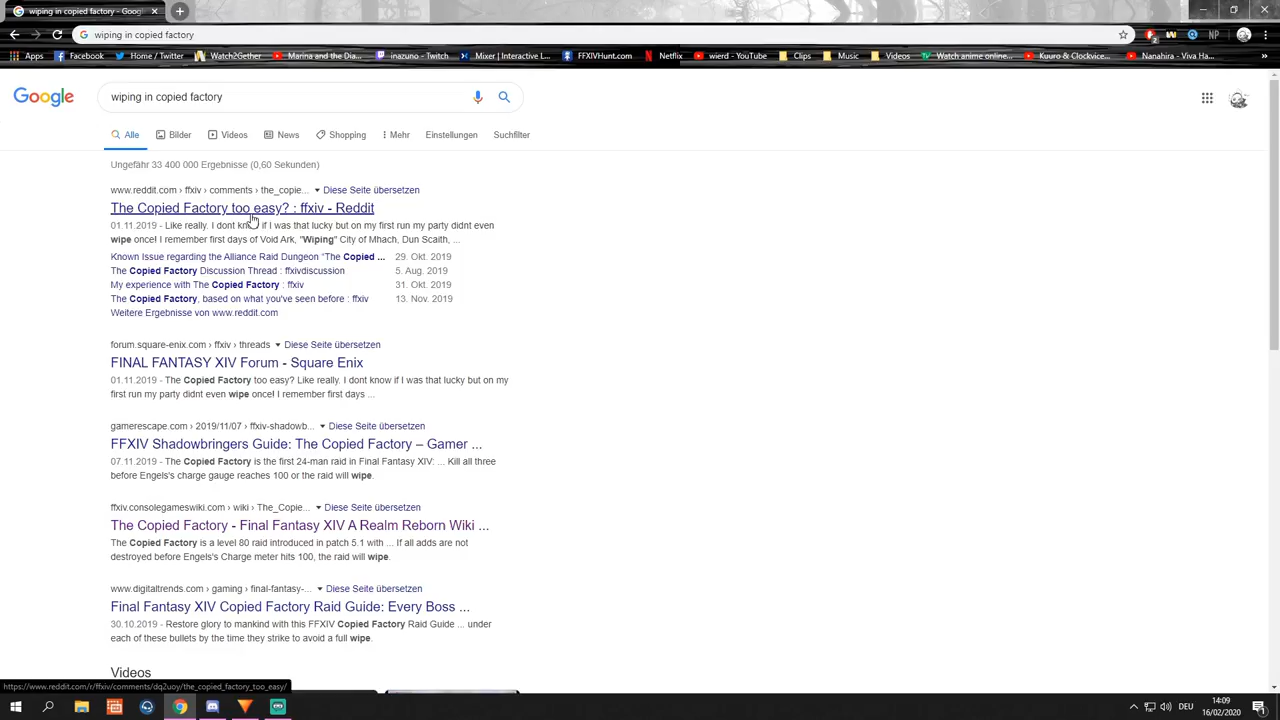 wiping in copied factory - Googl
wiping in copied factory
Apps Facebook Home / Twitter Watch2Gether Marina and the Dia... inazuno - Twitch Mixer | Interactive L... FFXIVHunt.com Netflix wierd - YouTube Clips Music Videos Watch anime online... Kuuro & Clockvice... Nanahira - Viva Ha... »
NP
Google
wiping in copied factory
Alle Bilder Videos News Shopping Mehr Einstellungen Suchfilter
Ungefähr 33 400 000 Ergebnisse (0,60 Sekunden)
www.reddit.com › ffxiv › comments › the_copie... Diese Seite übersetzen
The Copied Factory too easy? : ffxiv - Reddit
01.11.2019 - Like really. I dont know if I was that lucky but on my first run my party didnt even
wipe once! I remember first days of Void Ark, "Wiping" City of Mhach, Dun Scaith, ...
Known Issue regarding the Alliance Raid Dungeon "The Copied ... 29. Okt. 2019
The Copied Factory Discussion Thread : ffxivdiscussion 5. Aug. 2019
My experience with The Copied Factory : ffxiv 31. Okt. 2019
The Copied Factory, based on what you've seen before : ffxiv 13. Nov. 2019
Weitere Ergebnisse von www.reddit.com
forum.square-enix.com › ffxiv › threads Diese Seite übersetzen
FINAL FANTASY XIV Forum - Square Enix
01.11.2019 - The Copied Factory too easy? Like really. I dont know if I was that lucky but on my
first run my party didnt even wipe once! I remember first days ...
gamerescape.com › 2019/11/07 › ffxiv-shadowb... Diese Seite übersetzen
FFXIV Shadowbringers Guide: The Copied Factory – Gamer ...
07.11.2019 - The Copied Factory is the first 24-man raid in Final Fantasy XIV: ... Kill all three
before Engels's charge gauge reaches 100 or the raid will wipe.
ffxiv.consolegameswiki.com › wiki › The_Copie... Diese Seite übersetzen
The Copied Factory - Final Fantasy XIV A Realm Reborn Wiki ...
The Copied Factory is a level 80 raid introduced in patch 5.1 with ... If all adds are not
destroyed before Engels's Charge meter hits 100, the raid will wipe.
www.digitaltrends.com › gaming › final-fantasy-... Diese Seite übersetzen
Final Fantasy XIV Copied Factory Raid Guide: Every Boss ...
30.10.2019 - Restore glory to mankind with this FFXIV Copied Factory Raid Guide ... under
each of these bullets by the time they strike to avoid a full wipe.
Videos
https://www.reddit.com/r/ffxiv/comments/dq2uoy/the_copied_factory_too_easy/
DEU
14:09
16/02/2020